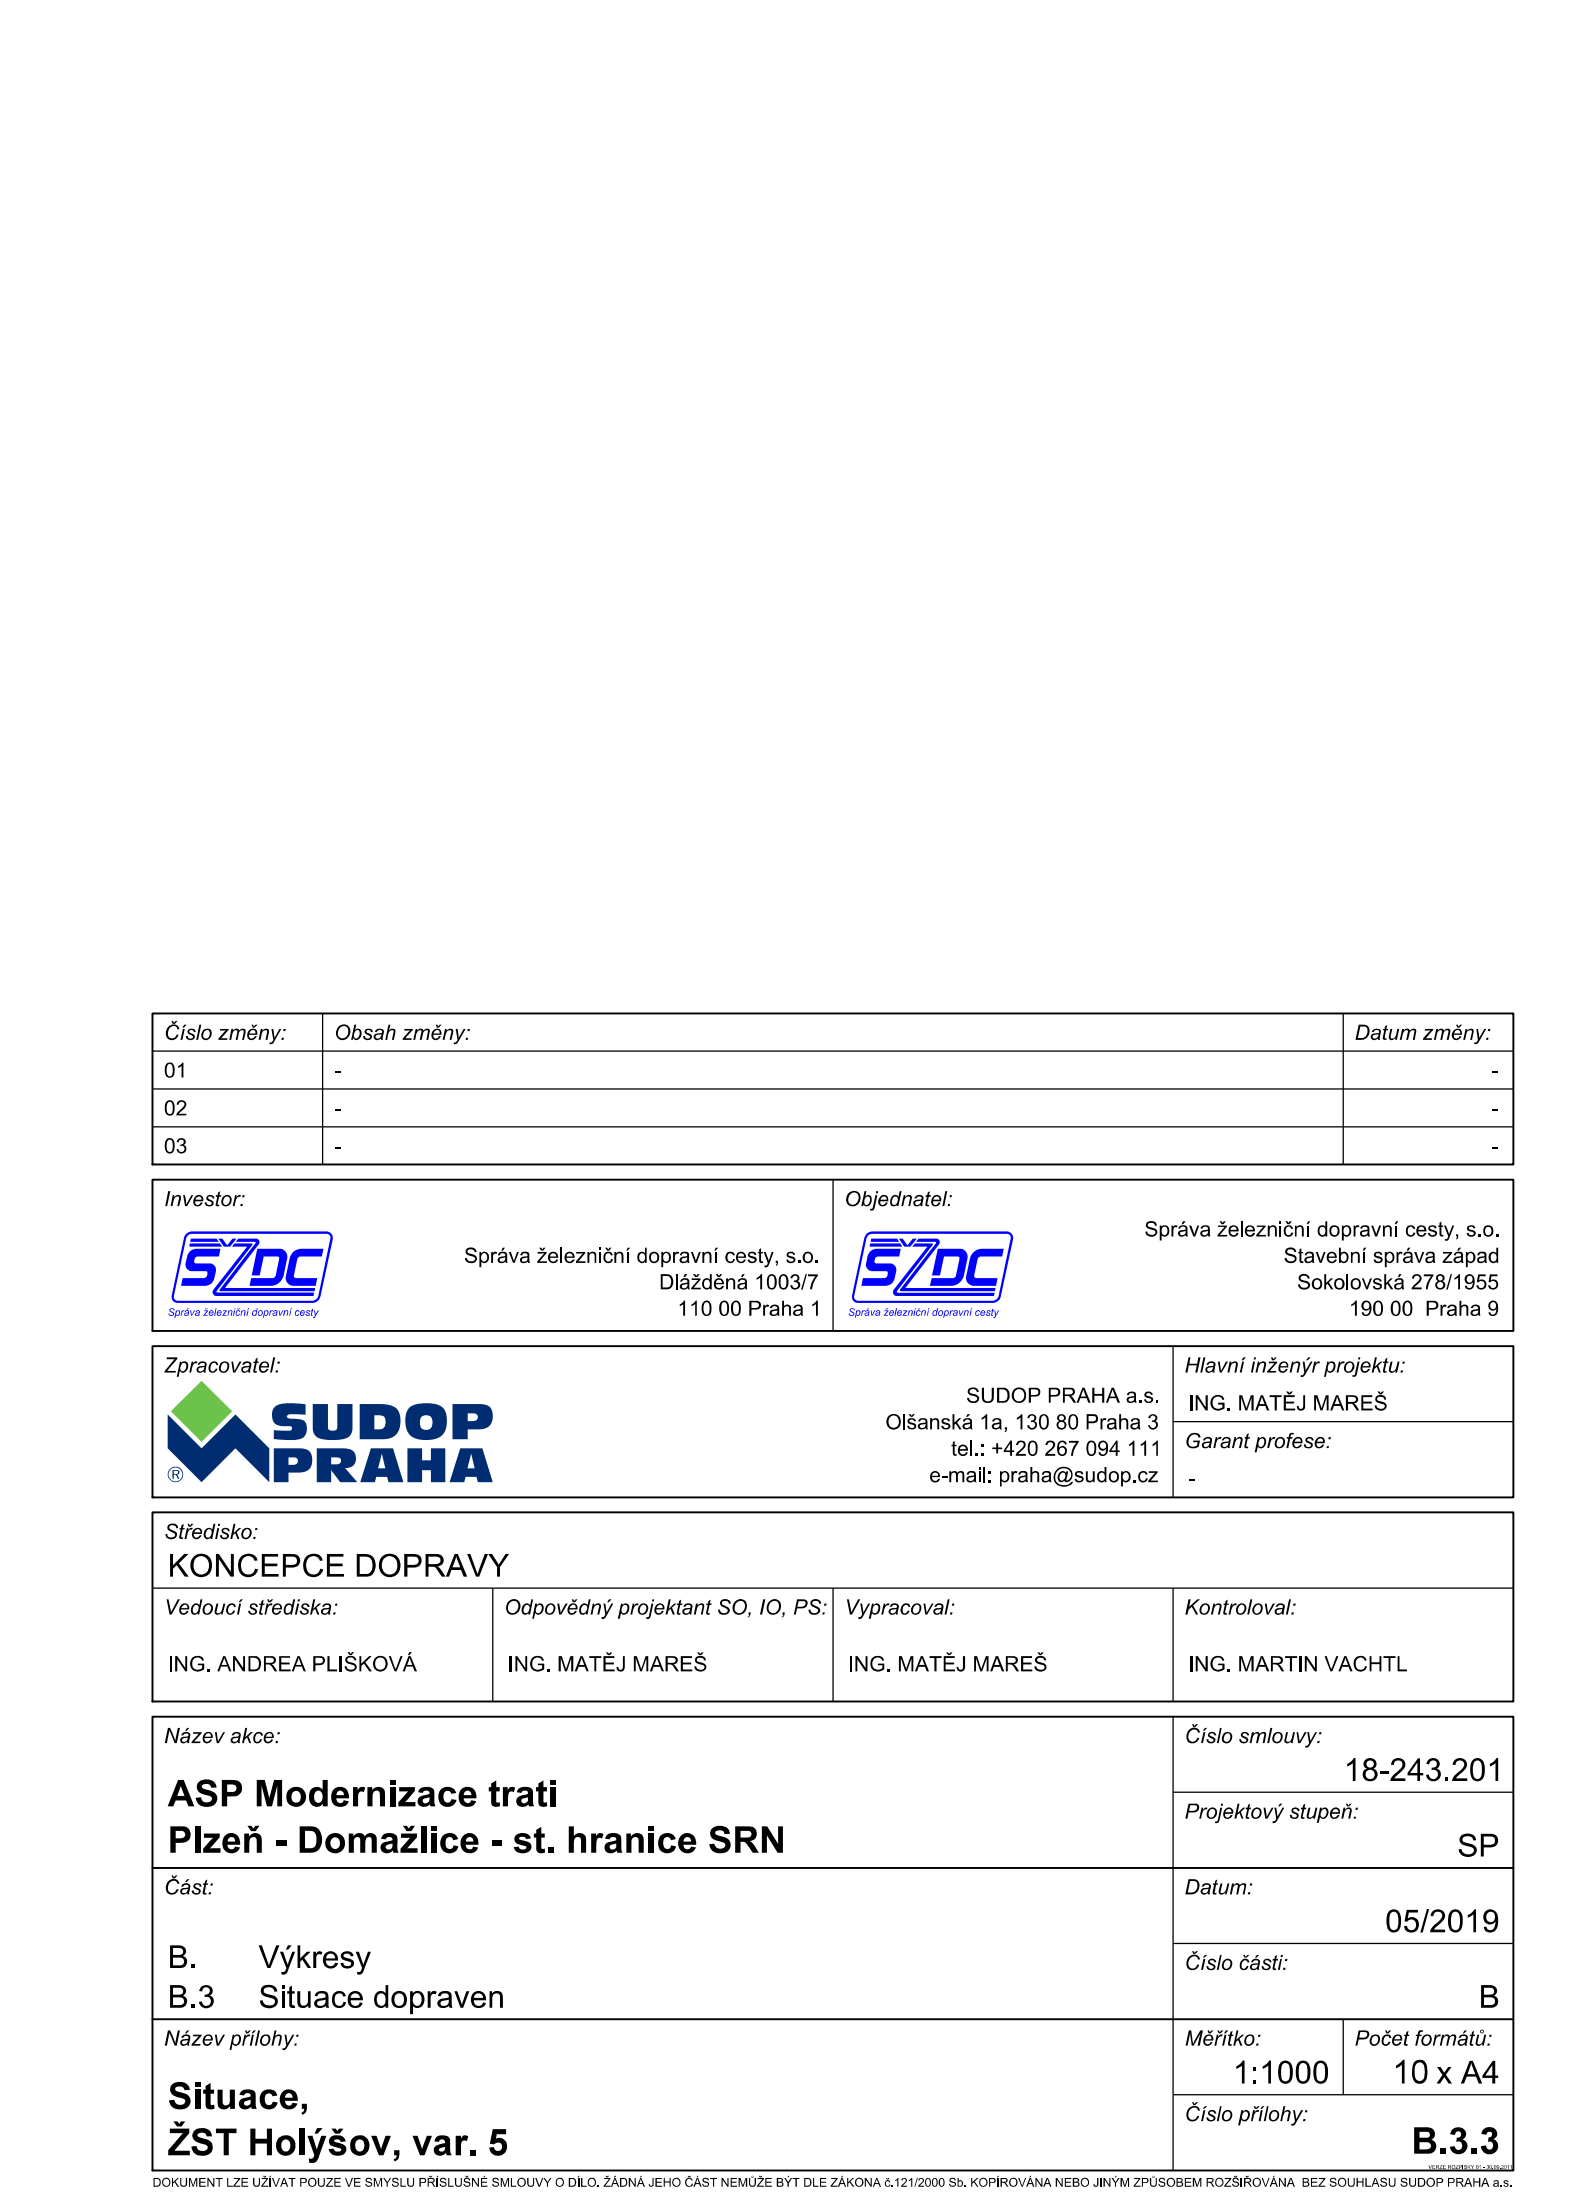 Číslo změny: Obsah změny: Datum změny:
01 - -
02 - -
03 - -
Investor:
SŽDC
Správa železniční dopravní cesty
Správa železniční dopravní cesty, s.o.
Dlážděná 1003/7
110 00 Praha 1
Objednatel:
SŽDC
Správa železniční dopravní cesty
Správa železniční dopravní cesty, s.o.
Stavební správa západ
Sokolovská 278/1955
190 00 Praha 9
Zpracovatel:
SUDOP
PRAHA
®
SUDOP PRAHA a.s.
Olšanská 1a, 130 80 Praha 3
tel.: +420 267 094 111
e-mail: praha@sudop.cz
Hlavní inženýr projektu:
ING. MATĚJ MAREŠ
Garant profese:
-
Středisko:
KONCEPCE DOPRAVY
Vedoucí střediska:
ING. ANDREA PLIŠKOVÁ
Odpovědný projektant SO, IO, PS:
ING. MATĚJ MAREŠ
Vypracoval:
ING. MATĚJ MAREŠ
Kontroloval:
ING. MARTIN VACHTL
Název akce:
ASP Modernizace trati
Plzeň - Domažlice - st. hranice SRN
Číslo smlouvy:
18-243.201
Projektový stupeň:
SP
Část:
B. Výkresy
B.3 Situace dopraven
Datum:
05/2019
Číslo části:
B
Název přílohy:
Situace,
ŽST Holýšov, var. 5
Měřítko:
1:1000
Počet formátů:
10 x A4
Číslo přílohy:
B.3.3
VERZE ROZPISKY 01 - 30.09.2011
DOKUMENT LZE UŽÍVAT POUZE VE SMYSLU PŘÍSLUŠNÉ SMLOUVY O DÍLO. ŽÁDNÁ JEHO ČÁST NEMŮŽE BÝT DLE ZÁKONA č.121/2000 Sb. KOPÍROVÁNA NEBO JINÝM ZPŮSOBEM ROZŠIŘOVÁNA BEZ SOUHLASU SUDOP PRAHA a.s.